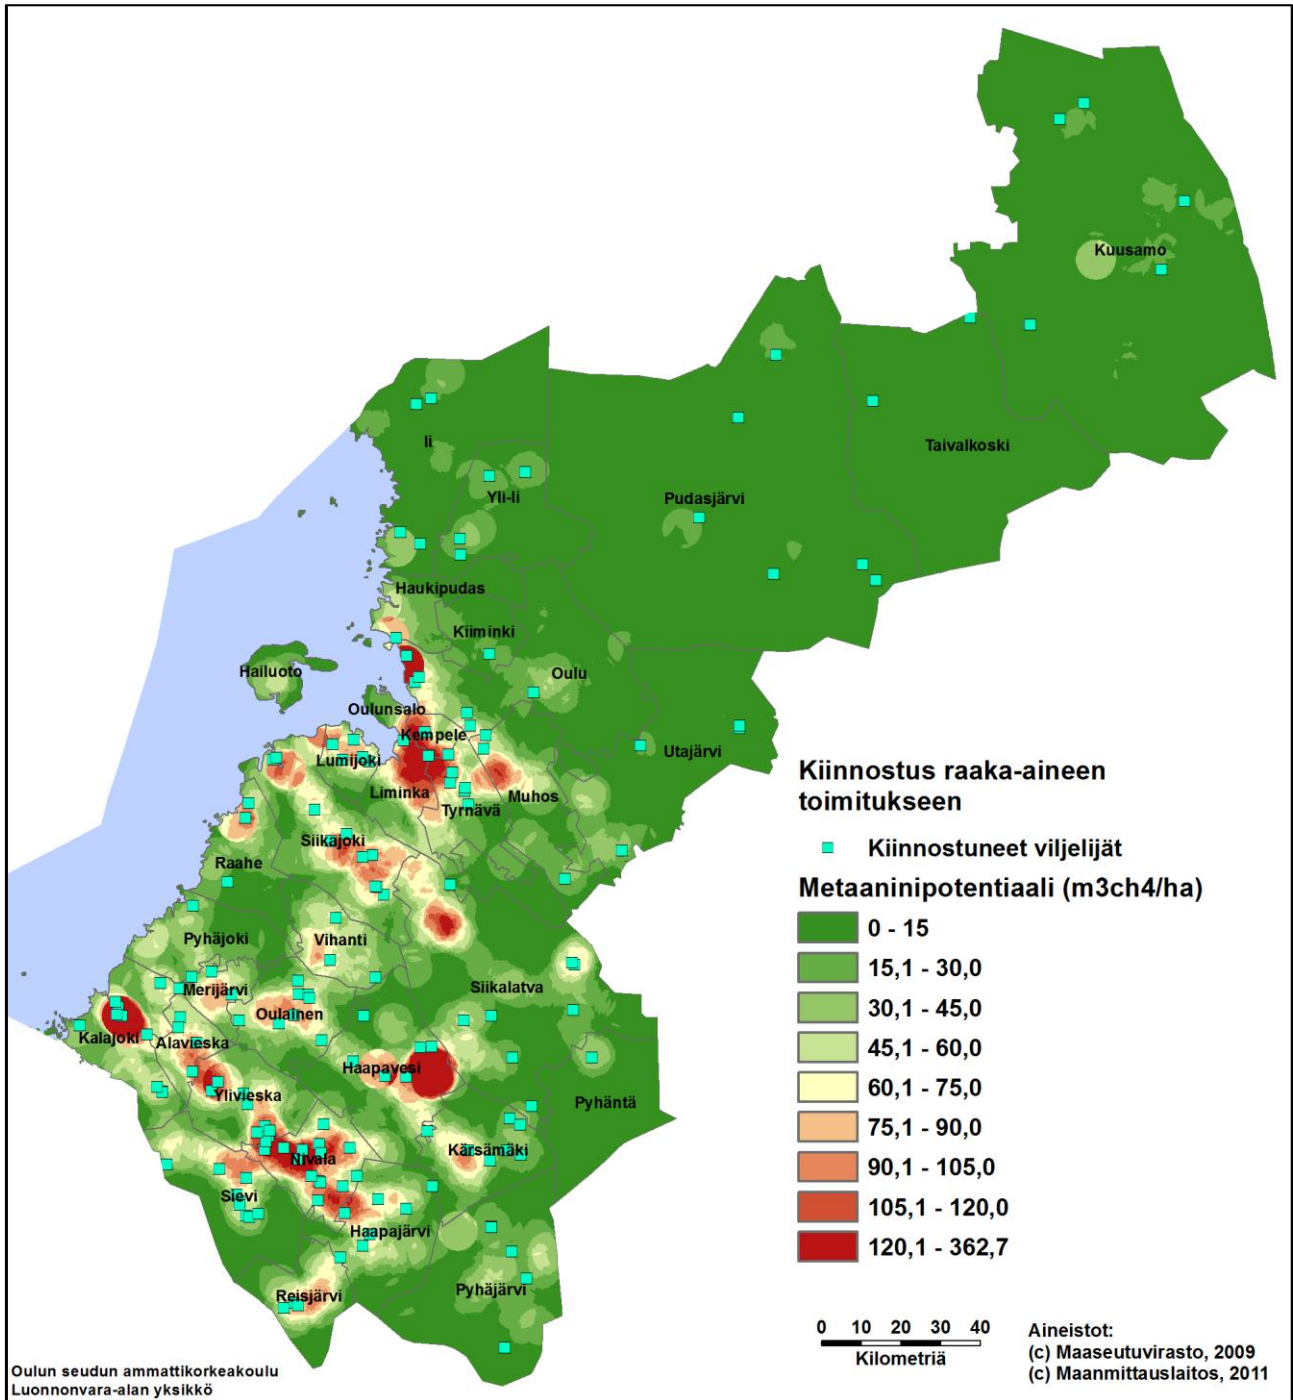 Kuusamo
Taivalkoski
Ii
Yli-Ii
Pudasjärvi
Haukipudas
Kiiminki
Hailuoto
Oulu
Oulunsalo
Kempele
Utajärvi
Lumijoki
Liminka
Tyrnävä
Muhos
Siikajoki
Raahe
Pyhäjoki
Vihanti
Merijärvi
Siikalatva
Oulainen
Kalajoki
Alavieska
Haapavesi
Ylivieska
Pyhäntä
Kärsämäki
Nivala
Sievi
Haapajärvi
Reisjärvi
Pyhäjärvi
Kiinnostus raaka-aineen
toimitukseen
Kiinnostuneet viljelijät
Metaaninipotentiaali (m3ch4/ha)
0 - 15
15,1 - 30,0
30,1 - 45,0
45,1 - 60,0
60,1 - 75,0
75,1 - 90,0
90,1 - 105,0
105,1 - 120,0
120,1 - 362,7
0 10 20 30 40
Kilometriä
Aineistot:
(c) Maaseutuvirasto, 2009
(c) Maanmittauslaitos, 2011
Oulun seudun ammattikorkeakoulu
Luonnonvara-alan yksikkö